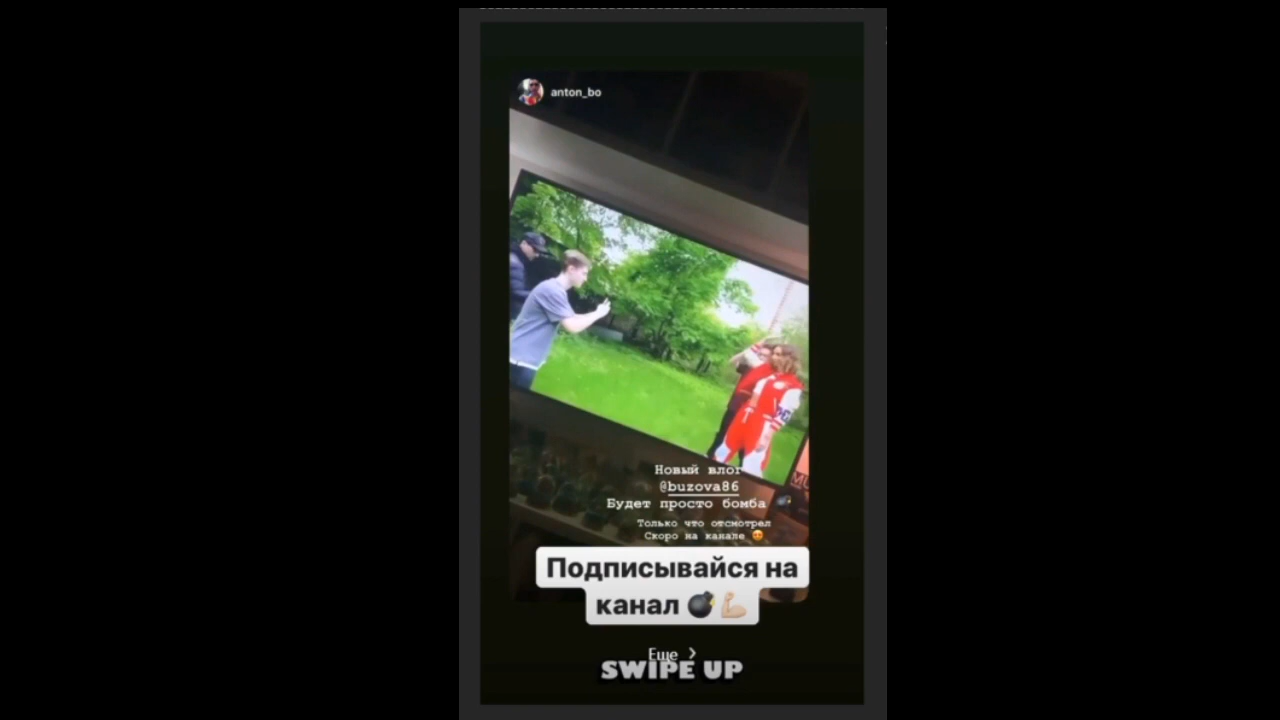 anton_bo
Новый влог
@buzova86
Будет просто бомба 💣
Только что отсмотрел
Скоро на канале 😍
Подписывайся на
канал 💣💪🏼
Еще
SWIPE UP